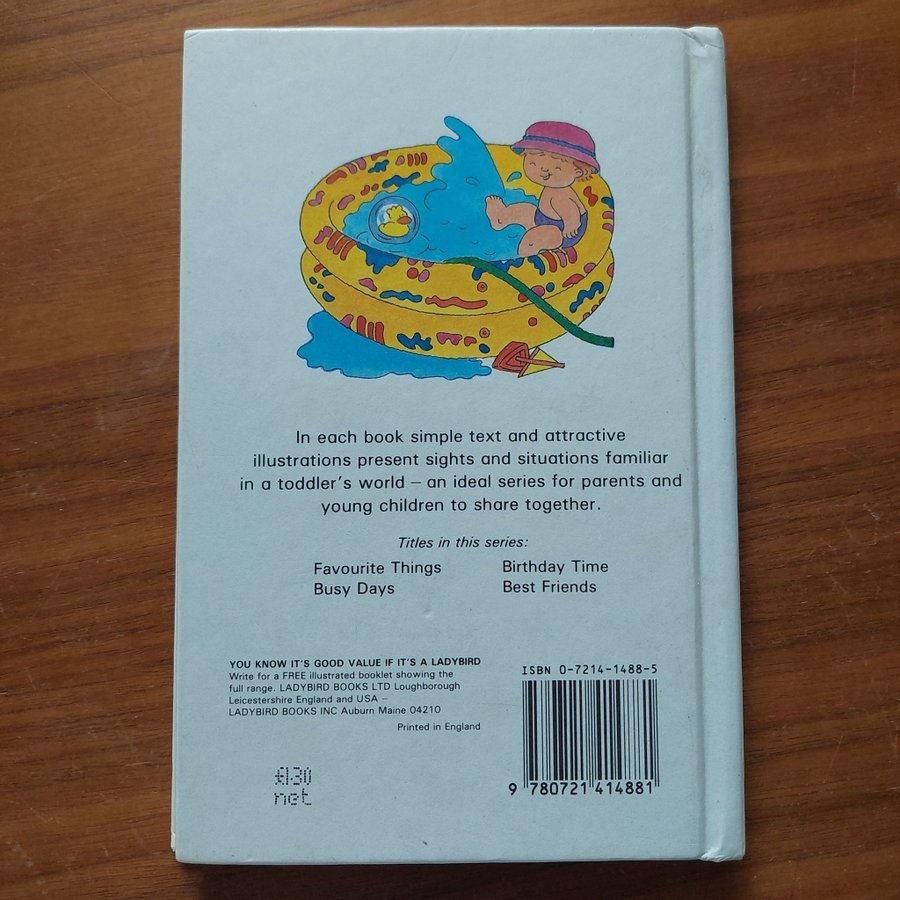 In each book simple text and attractive
illustrations present sights and situations familiar
in a toddler's world – an ideal series for parents and
young children to share together.
Titles in this series:
Favourite Things Birthday Time
Busy Days Best Friends
YOU KNOW IT'S GOOD VALUE IF IT'S A LADYBIRD
Write for a FREE illustrated booklet showing the
full range. LADYBIRD BOOKS LTD Loughborough
Leicestershire England and USA –
LADYBIRD BOOKS INC Auburn Maine 04210
Printed in England
£1·30
net
ISBN 0-7214-1488-5
9 780721 414881